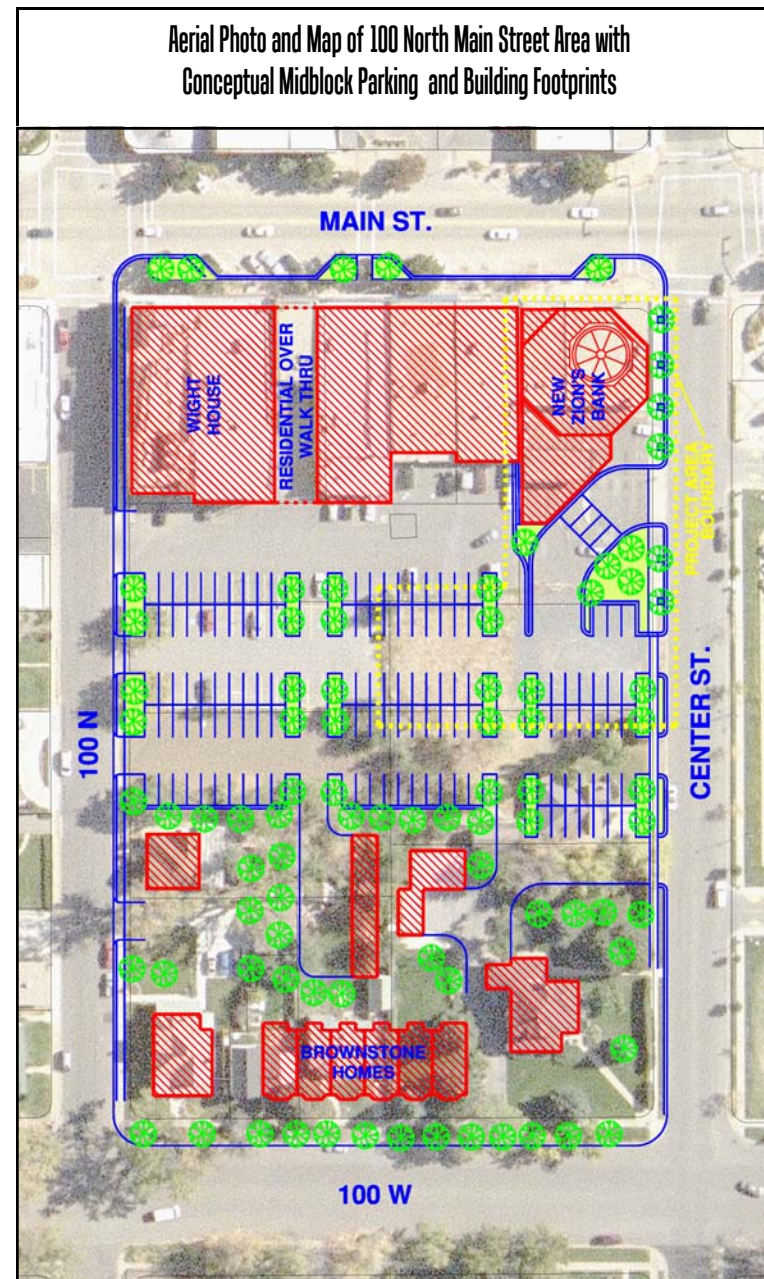 Aerial Photo and Map of 100 North Main Street Area with
Conceptual Midblock Parking and Building Footprints
MAIN ST.
WIGHT
HOUSE
RESIDENTIAL OVER
WALK THRU
NEW
ZION'S
BANK
PROJECT AREA
BOUNDARY
100 N
CENTER ST.
BROWNSTONE
HOMES
100 W